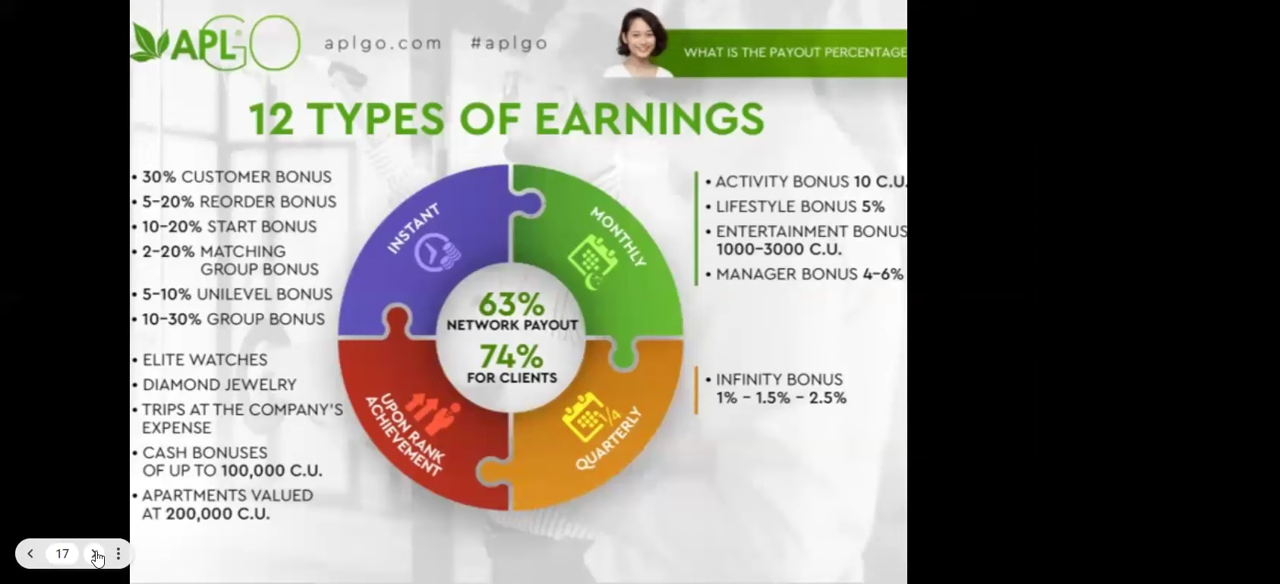 APLGO
aplgo.com #aplgo
WHAT IS THE PAYOUT PERCENTAGE
12 TYPES OF EARNINGS
• 30% CUSTOMER BONUS
• 5-20% REORDER BONUS
• 10-20% START BONUS
• 2-20% MATCHING
GROUP BONUS
• 5-10% UNILEVEL BONUS
• 10-30% GROUP BONUS
• ELITE WATCHES
• DIAMOND JEWELRY
• TRIPS AT THE COMPANY'S
EXPENSE
• CASH BONUSES
OF UP TO 100,000 C.U.
• APARTMENTS VALUED
AT 200,000 C.U.
INSTANT
MONTHLY
63%
NETWORK PAYOUT
74%
FOR CLIENTS
UPON RANK
ACHIEVEMENT
1/4
QUARTERLY
• ACTIVITY BONUS 10 C.U.
• LIFESTYLE BONUS 5%
• ENTERTAINMENT BONUS
1000-3000 C.U.
• MANAGER BONUS 4-6%
• INFINITY BONUS
1% - 1.5% - 2.5%
17